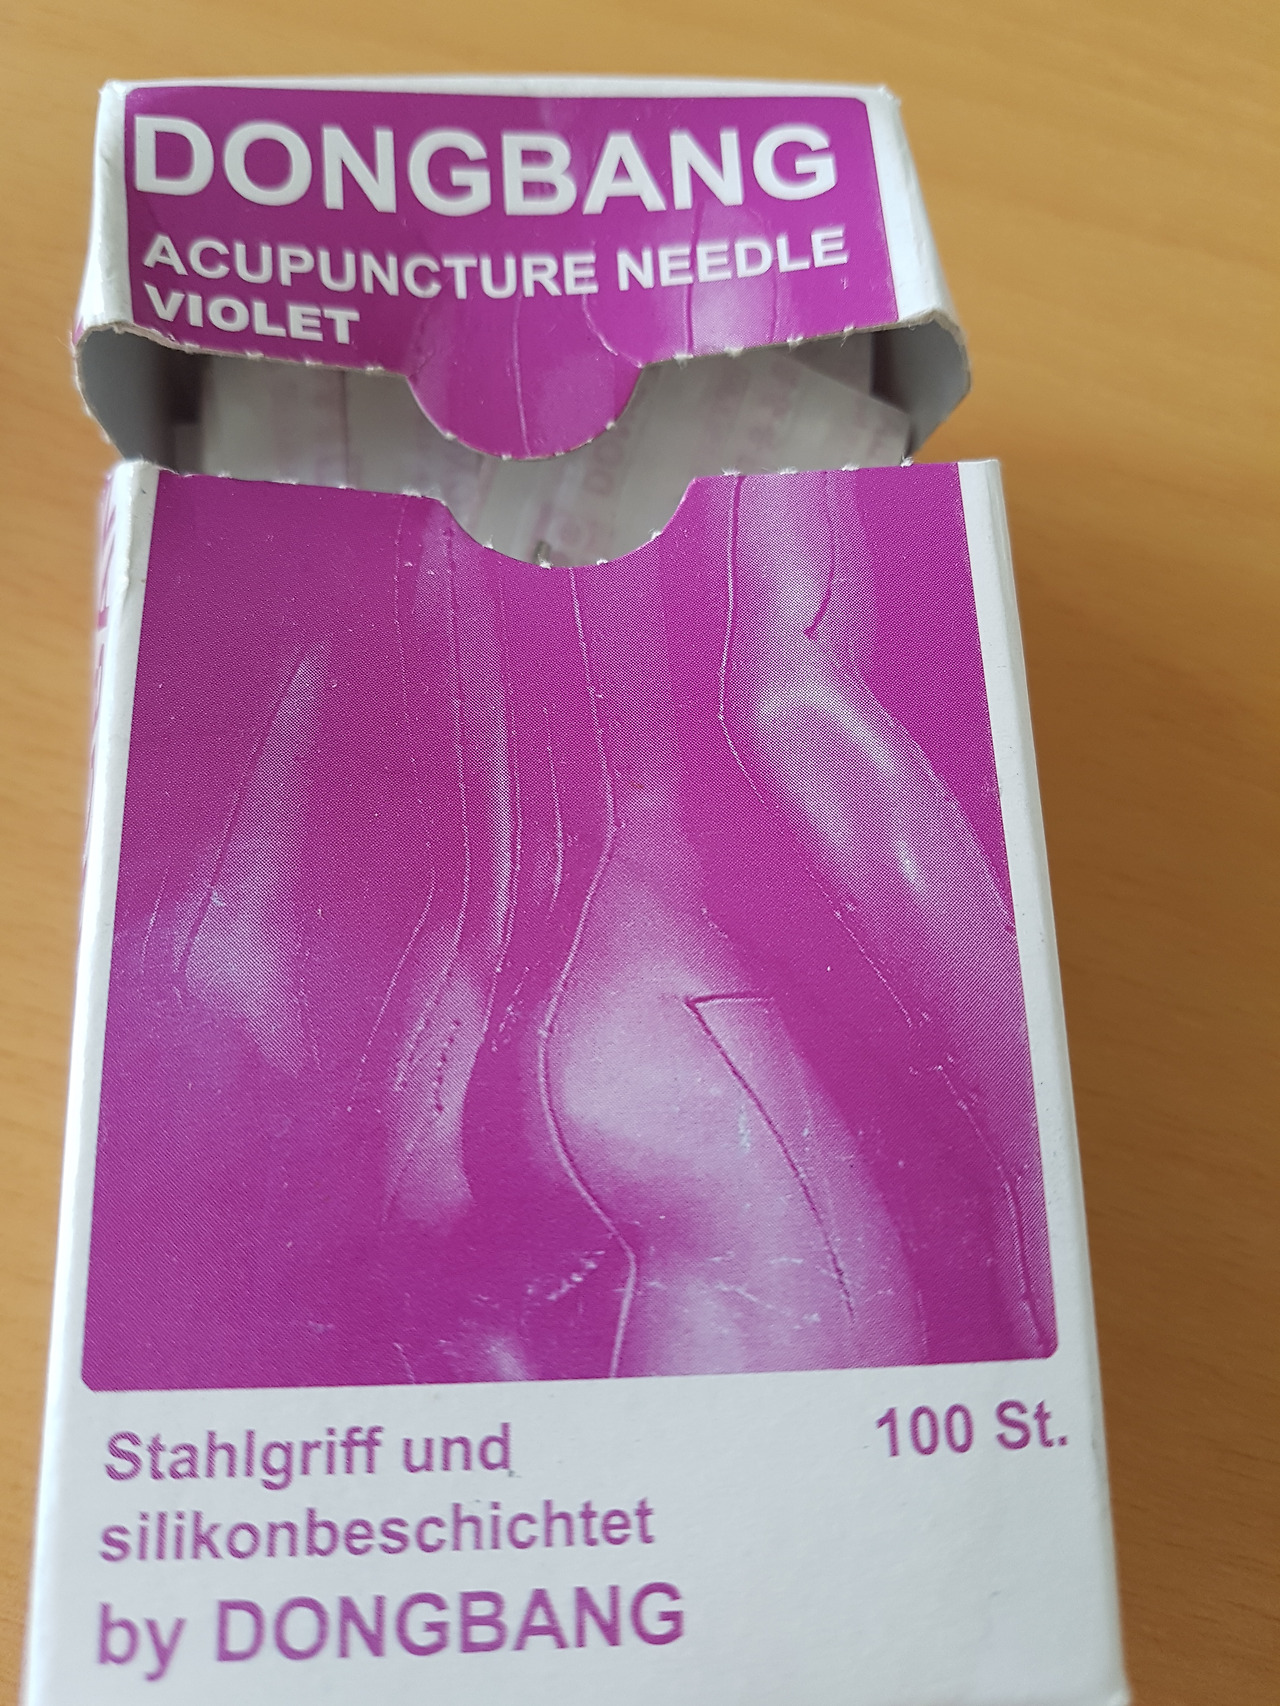 DONGBANG
ACUPUNCTURE NEEDLE
VIOLET
Stahlgriff und
silikonbeschichtet
by DONGBANG
100 St.